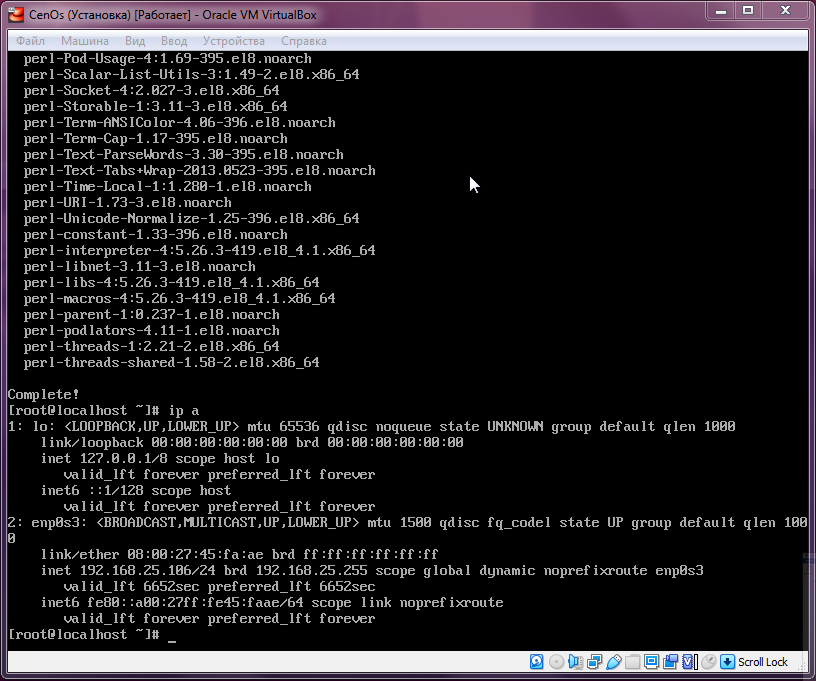 CenOs (Установка) [Работает] - Oracle VM VirtualBox
Файл Машина Вид Ввод Устройства Справка
perl-Pod-Usage-4:1.69-395.el8.noarch
perl-Scalar-List-Utils-3:1.49-2.el8.x86_64
perl-Socket-4:2.027-3.el8.x86_64
perl-Storable-1:3.11-3.el8.x86_64
perl-Term-ANSIColor-4.06-396.el8.noarch
perl-Term-Cap-1.17-395.el8.noarch
perl-Text-ParseWords-3.30-395.el8.noarch
perl-Text-Tabs+Wrap-2013.0523-395.el8.noarch
perl-Time-Local-1:1.280-1.el8.noarch
perl-URI-1.73-3.el8.noarch
perl-Unicode-Normalize-1.25-396.el8.x86_64
perl-constant-1.33-396.el8.noarch
perl-interpreter-4:5.26.3-419.el8_4.1.x86_64
perl-libnet-3.11-3.el8.noarch
perl-libs-4:5.26.3-419.el8_4.1.x86_64
perl-macros-4:5.26.3-419.el8_4.1.x86_64
perl-parent-1:0.237-1.el8.noarch
perl-podlators-4.11-1.el8.noarch
perl-threads-1:2.21-2.el8.x86_64
perl-threads-shared-1.58-2.el8.x86_64
Complete!
[root@localhost ~]# ip a
1: lo: <LOOPBACK,UP,LOWER_UP> mtu 65536 qdisc noqueue state UNKNOWN group default qlen 1000
link/loopback 00:00:00:00:00:00 brd 00:00:00:00:00:00
inet 127.0.0.1/8 scope host lo
valid_lft forever preferred_lft forever
inet6 ::1/128 scope host
valid_lft forever preferred_lft forever
2: enp0s3: <BROADCAST,MULTICAST,UP,LOWER_UP> mtu 1500 qdisc fq_codel state UP group default qlen 100
0
link/ether 08:00:27:45:fa:ae brd ff:ff:ff:ff:ff:ff
inet 192.168.25.106/24 brd 192.168.25.255 scope global dynamic noprefixroute enp0s3
valid_lft 6652sec preferred_lft 6652sec
inet6 fe80::a00:27ff:fe45:faae/64 scope link noprefixroute
valid_lft forever preferred_lft forever
[root@localhost ~]# _
Scroll Lock